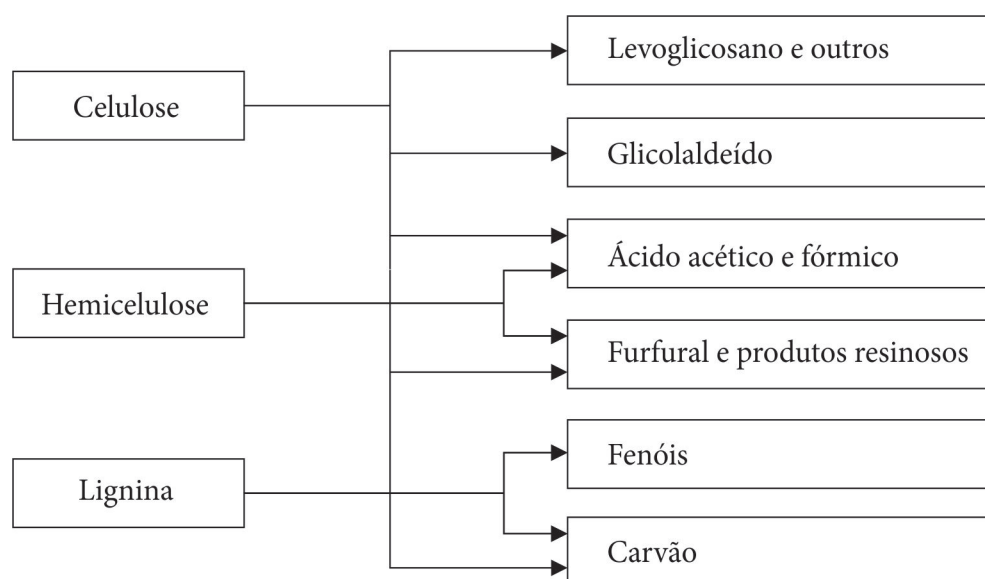 Celulose
Hemicelulose
Lignina
Levoglicosano e outros
Glicolaldeído
Ácido acético e fórmico
Furfural e produtos resinosos
Fenóis
Carvão